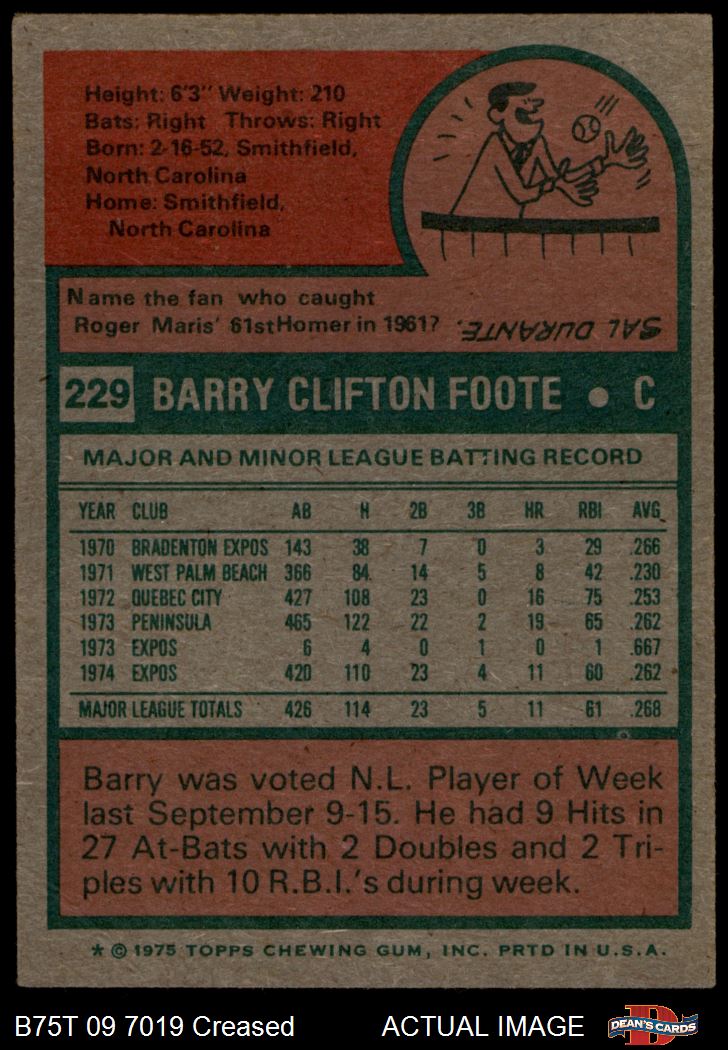 Height: 6'3" Weight: 210
Bats: Right Throws: Right
Born: 2-16-52, Smithfield,
North Carolina
Home: Smithfield,
North Carolina
Name the fan who caught
Roger Maris' 61st Homer in 1961?
SAL DURANTE.
229 BARRY CLIFTON FOOTE • C
MAJOR AND MINOR LEAGUE BATTING RECORD
YEAR CLUB AB H 2B 3B HR RBI AVG
1970 BRADENTON EXPOS 143 38 7 0 3 29 .266
1971 WEST PALM BEACH 366 84 14 5 8 42 .230
1972 QUEBEC CITY 427 108 23 0 16 75 .253
1973 PENINSULA 465 122 22 2 19 65 .262
1973 EXPOS 6 4 0 1 0 1 .667
1974 EXPOS 420 110 23 4 11 60 .262
MAJOR LEAGUE TOTALS 426 114 23 5 11 61 .268
Barry was voted N.L. Player of Week
last September 9-15. He had 9 Hits in
27 At-Bats with 2 Doubles and 2 Tri-
ples with 10 R.B.I.'s during week.
* © 1975 TOPPS CHEWING GUM, INC. PRTD IN U.S.A.
B75T 09 7019 Creased ACTUAL IMAGE
DEAN'S CARDS